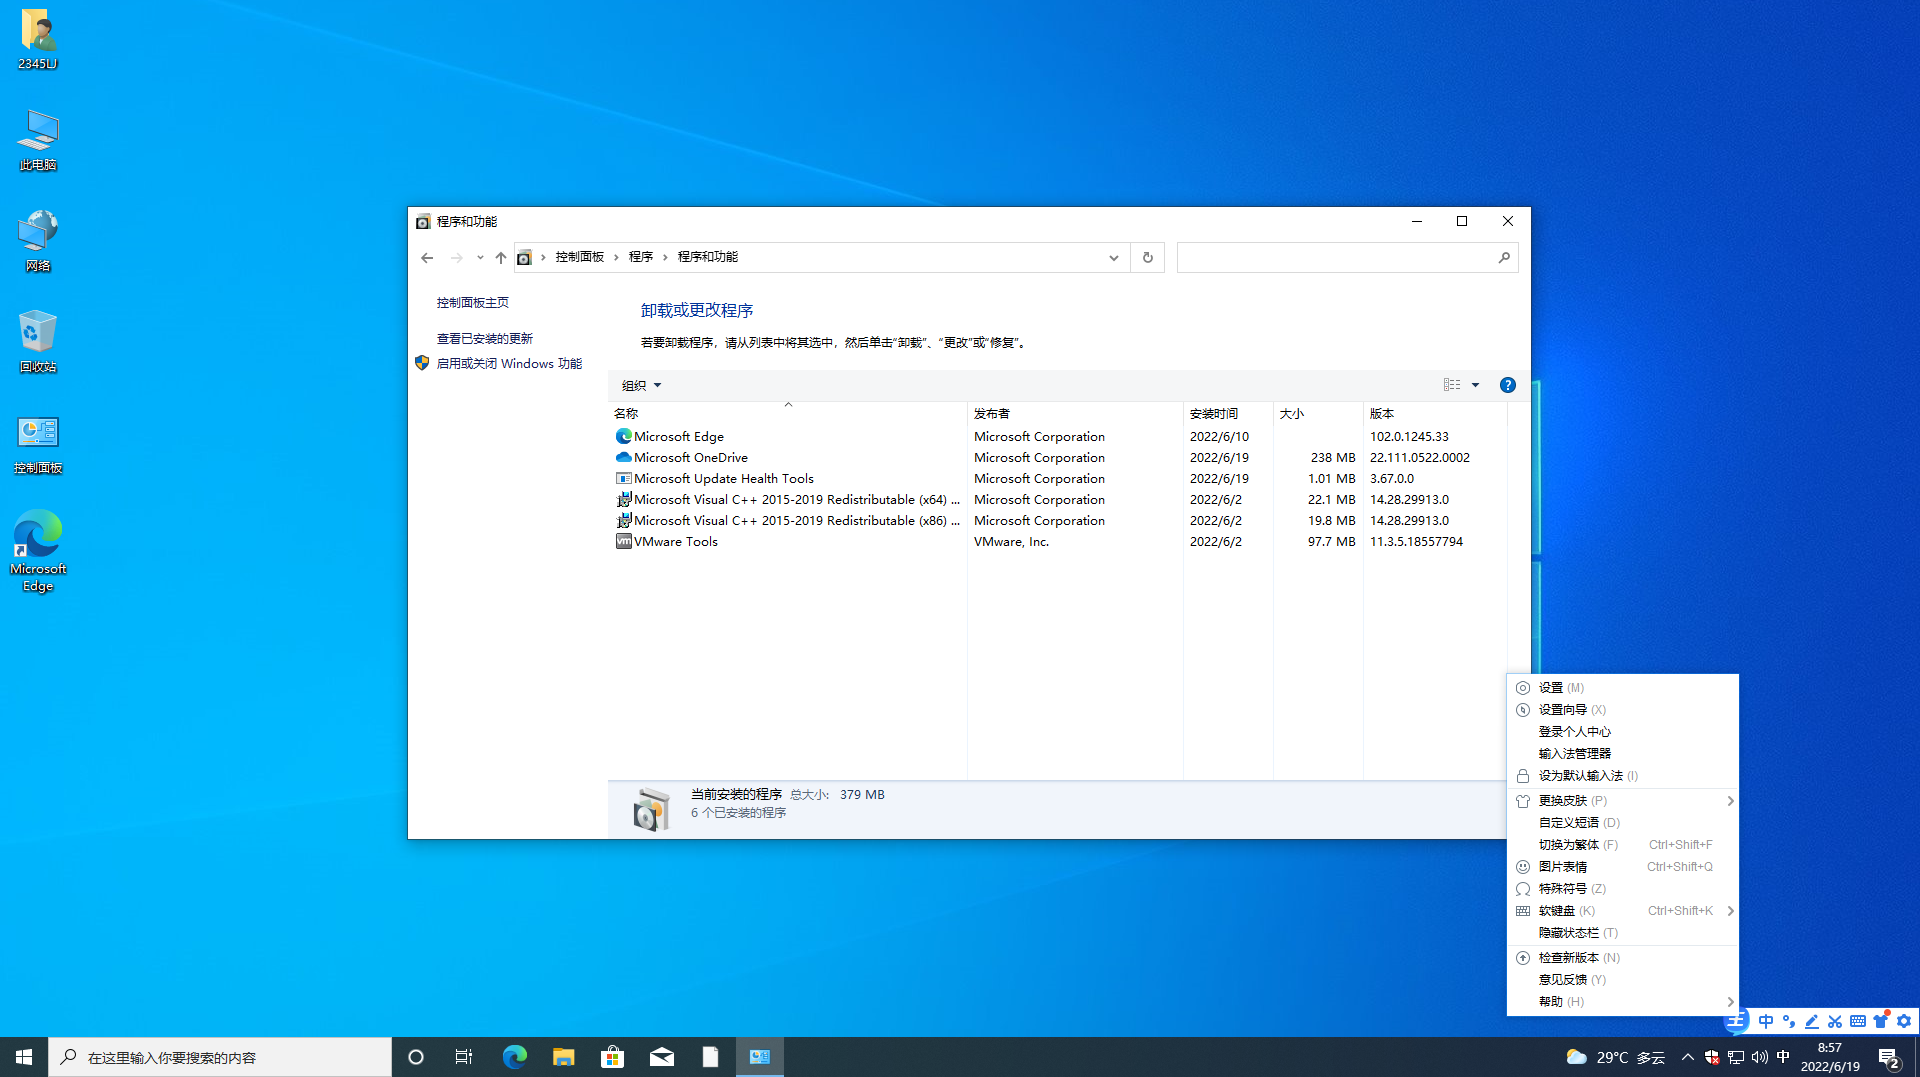 2345LJ
此电脑
网络
回收站
控制面板
Microsoft
Edge
程序和功能
控制面板 程序 程序和功能
控制面板主页
查看已安装的更新
启用或关闭 Windows 功能
卸载或更改程序
若要卸载程序，请从列表中将其选中，然后单击“卸载”、“更改”或“修复”。
组织
名称 发布者 安装时间 大小 版本
Microsoft Edge Microsoft Corporation 2022/6/10 102.0.1245.33
Microsoft OneDrive Microsoft Corporation 2022/6/19 238 MB 22.111.0522.0002
Microsoft Update Health Tools Microsoft Corporation 2022/6/19 1.01 MB 3.67.0.0
Microsoft Visual C++ 2015-2019 Redistributable (x64) ... Microsoft Corporation 2022/6/2 22.1 MB 14.28.29913.0
Microsoft Visual C++ 2015-2019 Redistributable (x86) ... Microsoft Corporation 2022/6/2 19.8 MB 14.28.29913.0
VMware Tools VMware, Inc. 2022/6/2 97.7 MB 11.3.5.18557794
当前安装的程序 总大小: 379 MB
6 个已安装的程序
设置 (M)
设置向导 (X)
登录个人中心
输入法管理器
设为默认输入法 (I)
更换皮肤 (P)
自定义短语 (D)
切换为繁体 (F) Ctrl+Shift+F
图片表情 Ctrl+Shift+Q
特殊符号 (Z)
软键盘 (K) Ctrl+Shift+K
隐藏状态栏 (T)
检查新版本 (N)
意见反馈 (Y)
帮助 (H)
中
在这里输入你要搜索的内容
29°C 多云 中 8:57
2022/6/19
2